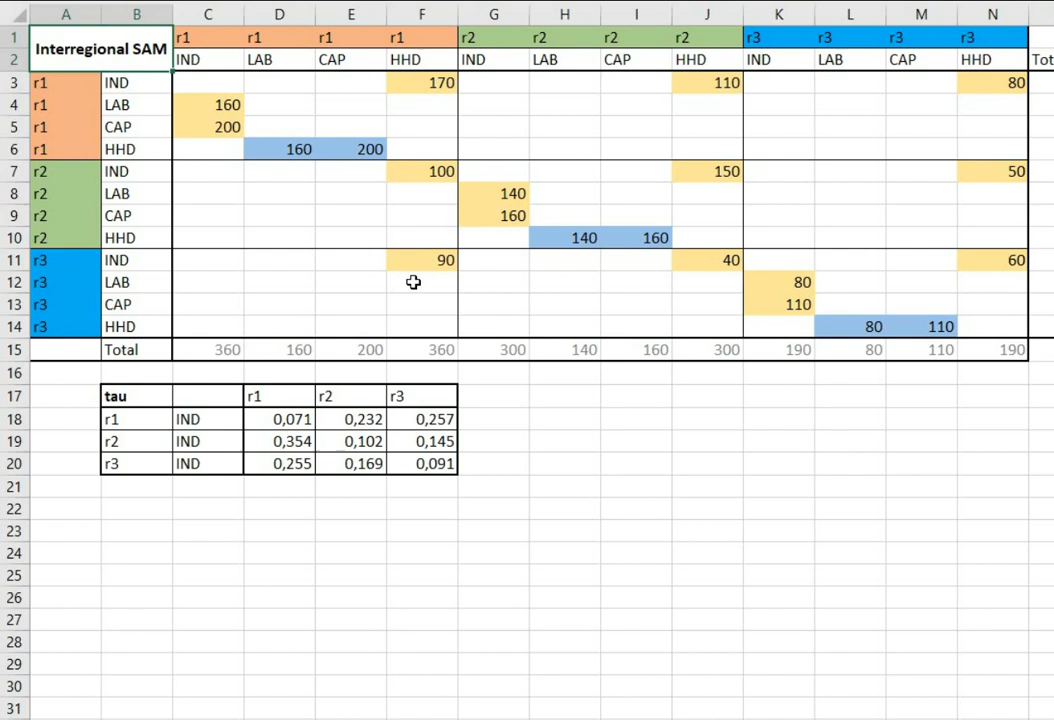 A B C D E F G H I J K L M N
1 Interregional SAM r1 r1 r1 r1 r2 r2 r2 r2 r3 r3 r3 r3
2 IND LAB CAP HHD IND LAB CAP HHD IND LAB CAP HHD Tot
3 r1 IND 170 110 80
4 r1 LAB 160
5 r1 CAP 200
6 r1 HHD 160 200
7 r2 IND 100 150 50
8 r2 LAB 140
9 r2 CAP 160
10 r2 HHD 140 160
11 r3 IND 90 40 60
12 r3 LAB 80
13 r3 CAP 110
14 r3 HHD 80 110
15 Total 360 160 200 360 300 140 160 300 190 80 110 190
16
17 tau r1 r2 r3
18 r1 IND 0,071 0,232 0,257
19 r2 IND 0,354 0,102 0,145
20 r3 IND 0,255 0,169 0,091
21
22
23
24
25
26
27
28
29
30
31